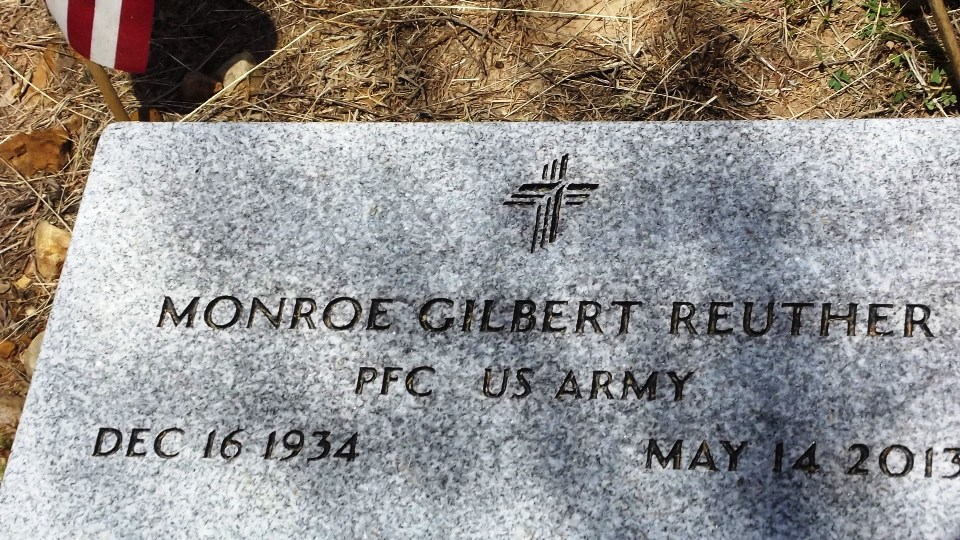 MONROE GILBERT REUTHER
PFC US ARMY
DEC 16 1934 MAY 14 2013